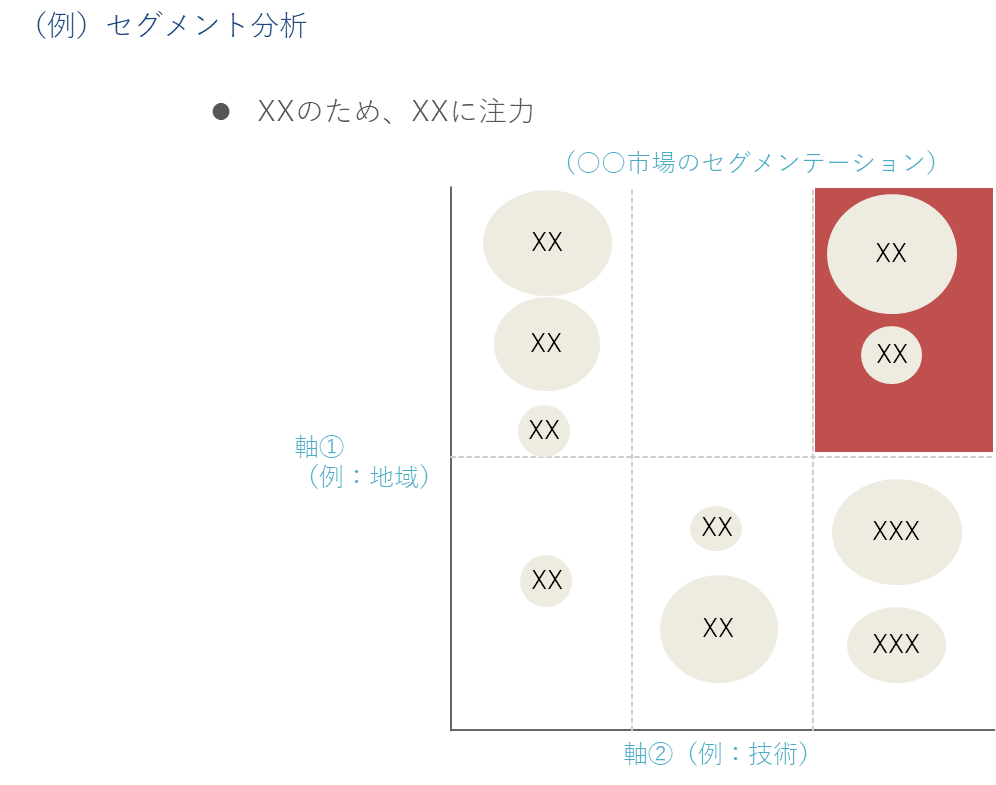 （例）セグメント分析
● XXのため、XXに注力
（○○市場のセグメンテーション）
XX
XX
XX
XX
XX
軸①
（例：地域）
XX
XXX
XX
XX
XXX
軸②（例：技術）